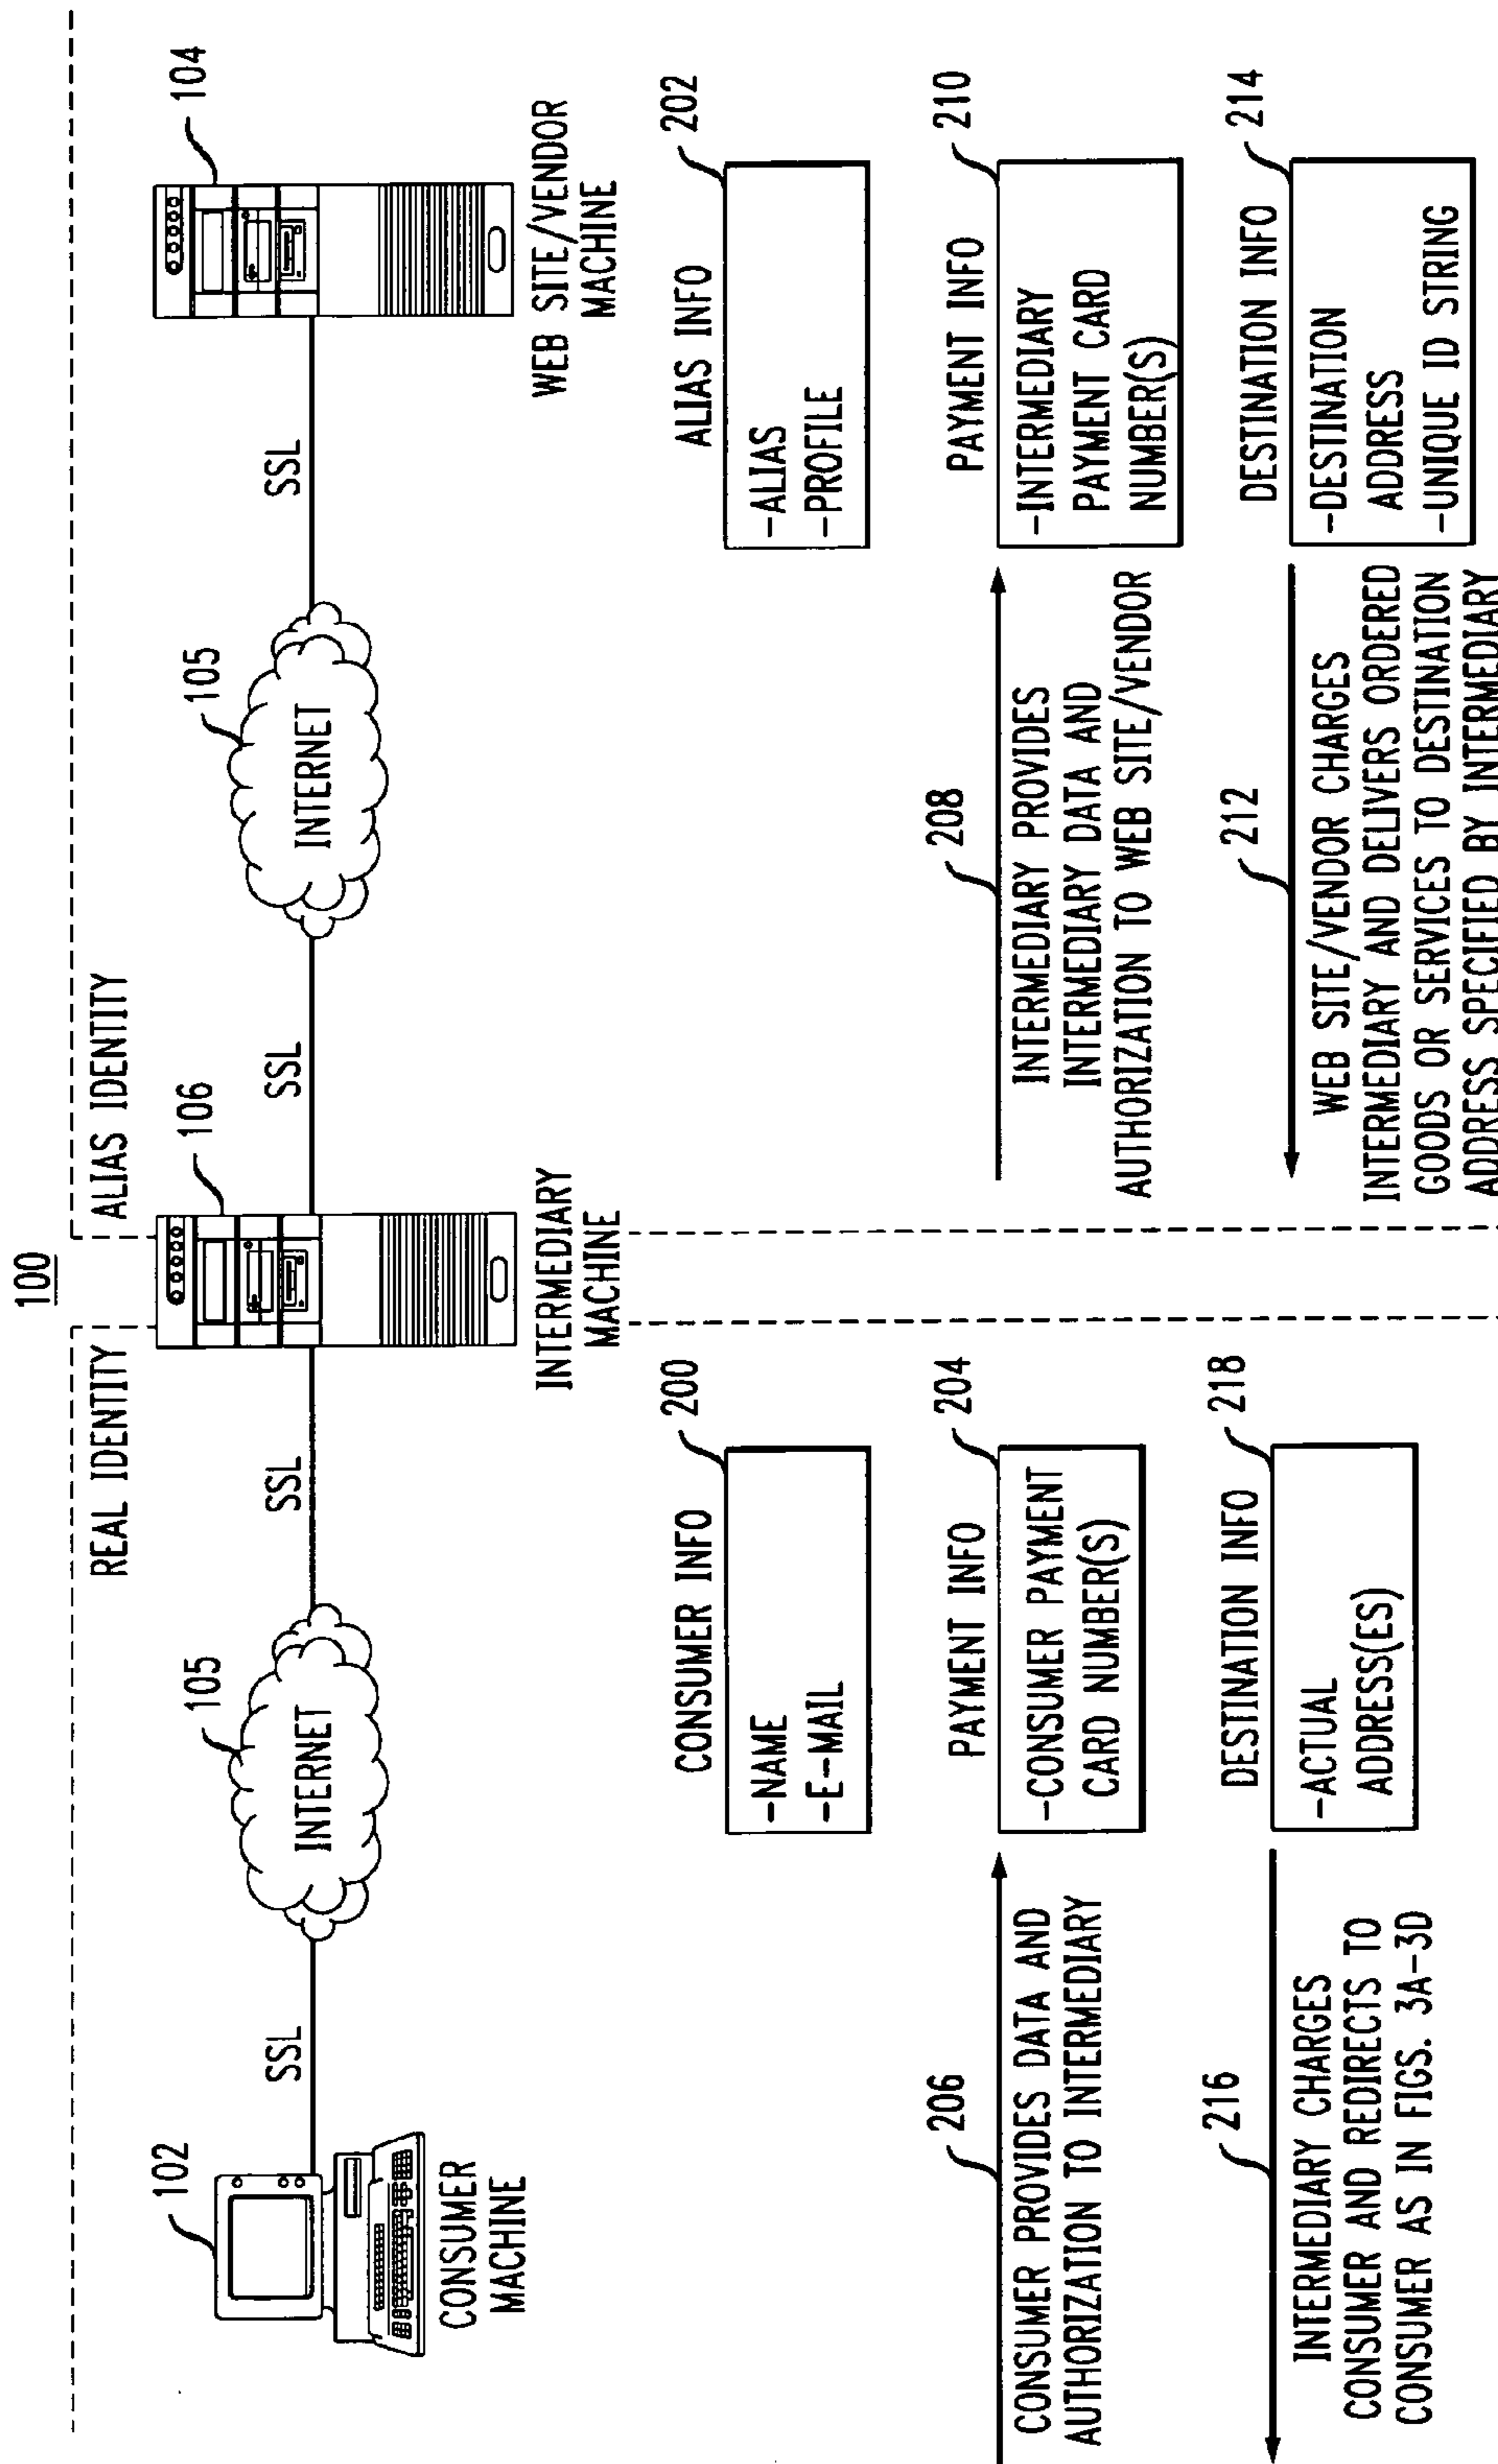 100
REAL IDENTITY
ALIAS IDENTITY
102
105
106
105
104
SSL
INTERNET
SSL
SSL
INTERNET
SSL
CONSUMER
MACHINE
INTERMEDIARY
MACHINE
WEB SITE/VENDOR
MACHINE
CONSUMER INFO
200
-NAME
-E-MAIL
ALIAS INFO
202
-ALIAS
-PROFILE
206
CONSUMER PROVIDES DATA AND
AUTHORIZATION TO INTERMEDIARY
PAYMENT INFO
204
-CONSUMER PAYMENT
CARD NUMBER(S)
208
INTERMEDIARY PROVIDES
INTERMEDIARY DATA AND
AUTHORIZATION TO WEB SITE/VENDOR
PAYMENT INFO
210
-INTERMEDIARY
PAYMENT CARD
NUMBER(S)
216
INTERMEDIARY CHARGES
CONSUMER AND REDIRECTS TO
CONSUMER AS IN FIGS. 3A-3D
DESTINATION INFO
218
-ACTUAL
ADDRESS(ES)
212
WEB SITE/VENDOR CHARGES
INTERMEDIARY AND DELIVERS ORDERED
GOODS OR SERVICES TO DESTINATION
ADDRESS SPECIFIED BY INTERMEDIARY
DESTINATION INFO
214
-DESTINATION
ADDRESS
-UNIQUE ID STRING